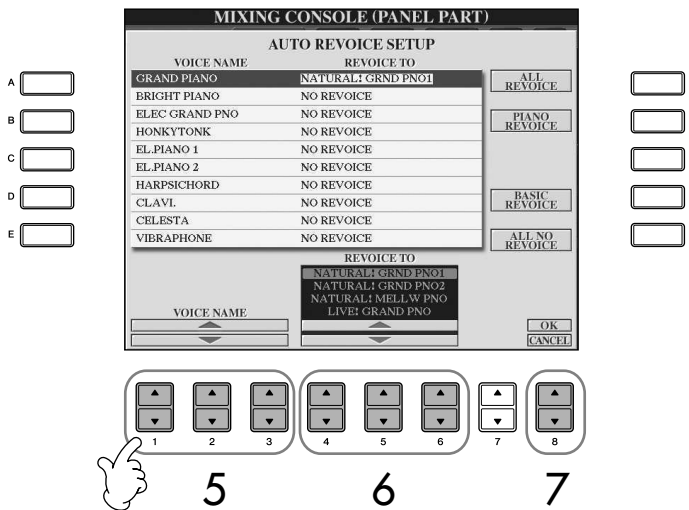 MIXING CONSOLE (PANEL PART)
AUTO REVOICE SETUP
VOICE NAME REVOICE TO
GRAND PIANO NATURAL! GRND PNO1
BRIGHT PIANO NO REVOICE
ELEC GRAND PNO NO REVOICE
HONKYTONK NO REVOICE
EL.PIANO 1 NO REVOICE
EL.PIANO 2 NO REVOICE
HARPSICHORD NO REVOICE
CLAVI. NO REVOICE
CELESTA NO REVOICE
VIBRAPHONE NO REVOICE
ALL
REVOICE
PIANO
REVOICE
BASIC
REVOICE
ALL NO
REVOICE
A
B
C
D
E
REVOICE TO
NATURAL! GRND PNO1
NATURAL! GRND PNO2
NATURAL! MELLW PNO
LIVE! GRAND PNO
VOICE NAME
OK
CANCEL
1 2 3 4 5 6 7 8
5 6 7